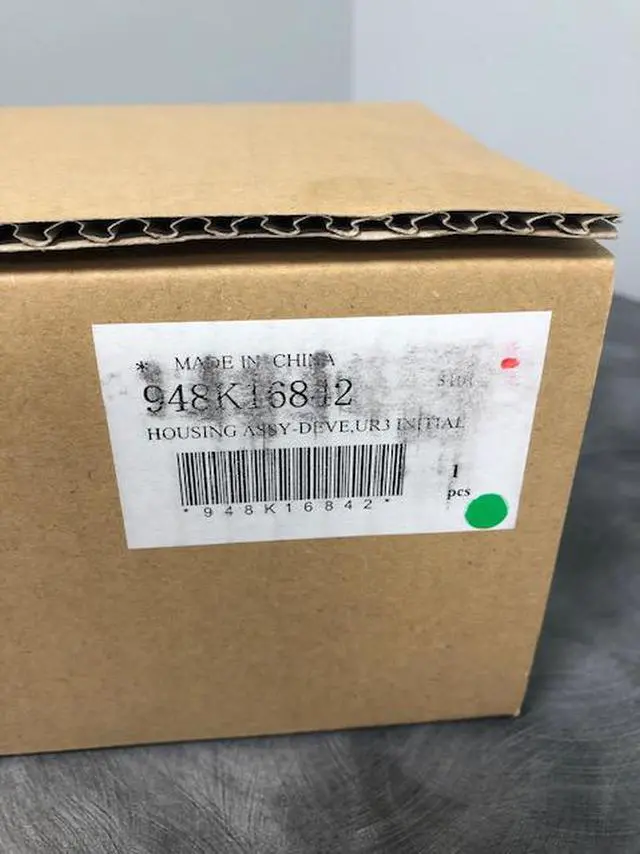 * MADE IN CHINA
948K16842
HOUSING ASSY-DEVE,UR3 INITIAL
1
pcs
*948K16842*